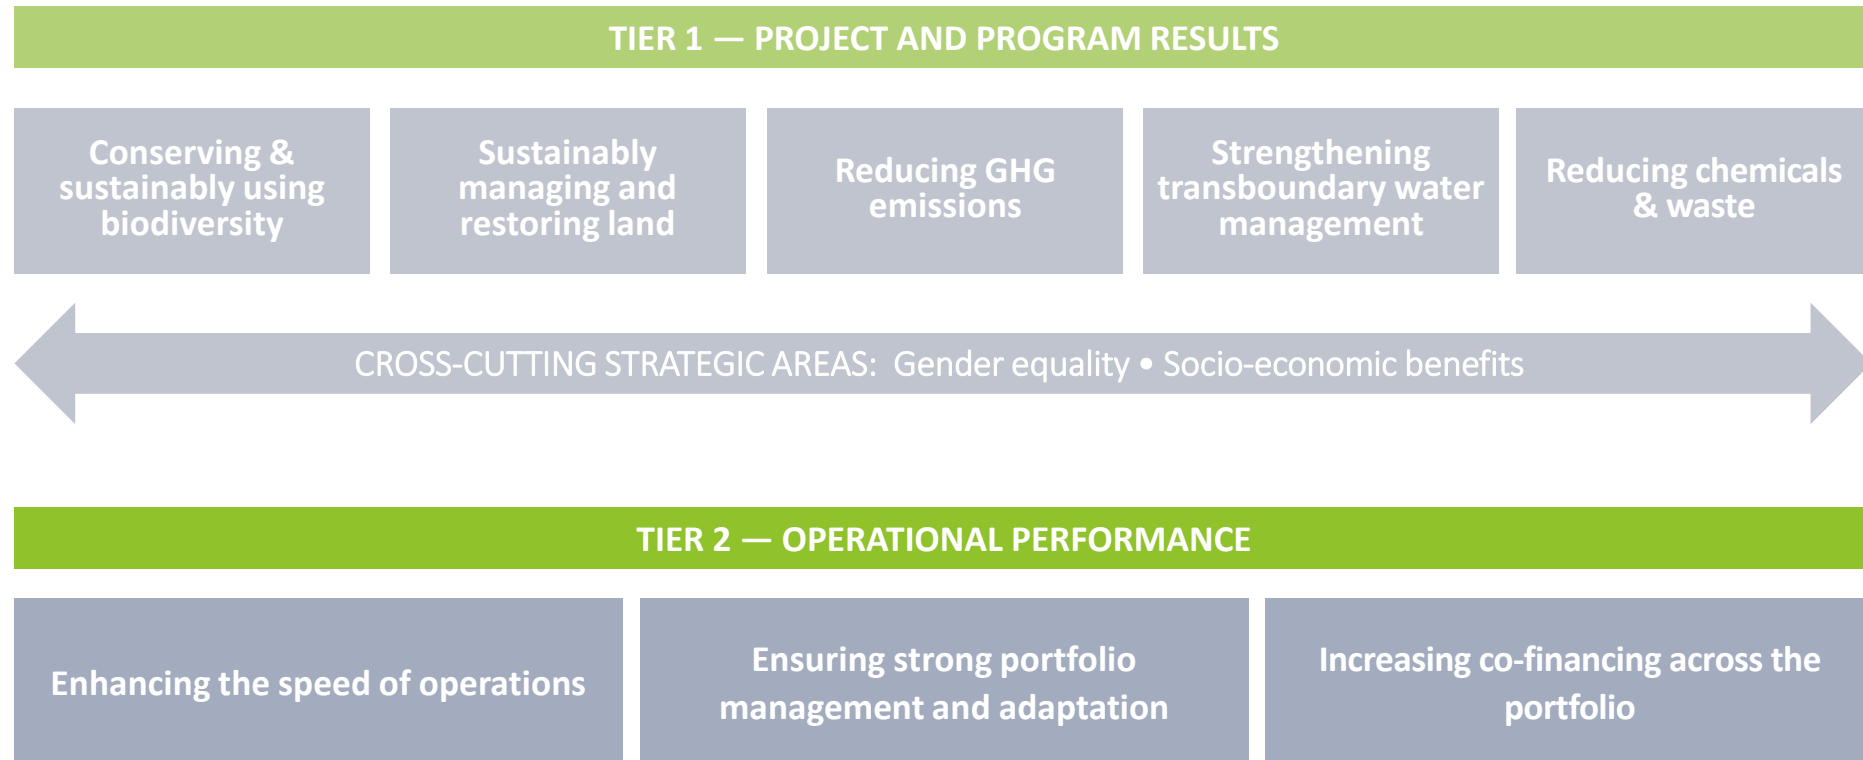 TIER 1 — PROJECT AND PROGRAM RESULTS
Conserving &
sustainably using
biodiversity
Sustainably
managing and
restoring land
Reducing GHG
emissions
Strengthening
transboundary water
management
Reducing chemicals
& waste
CROSS-CUTTING STRATEGIC AREAS:  Gender equality • Socio-economic benefits
TIER 2 — OPERATIONAL PERFORMANCE
Enhancing the speed of operations
Ensuring strong portfolio
management and adaptation
Increasing co-financing across the
portfolio